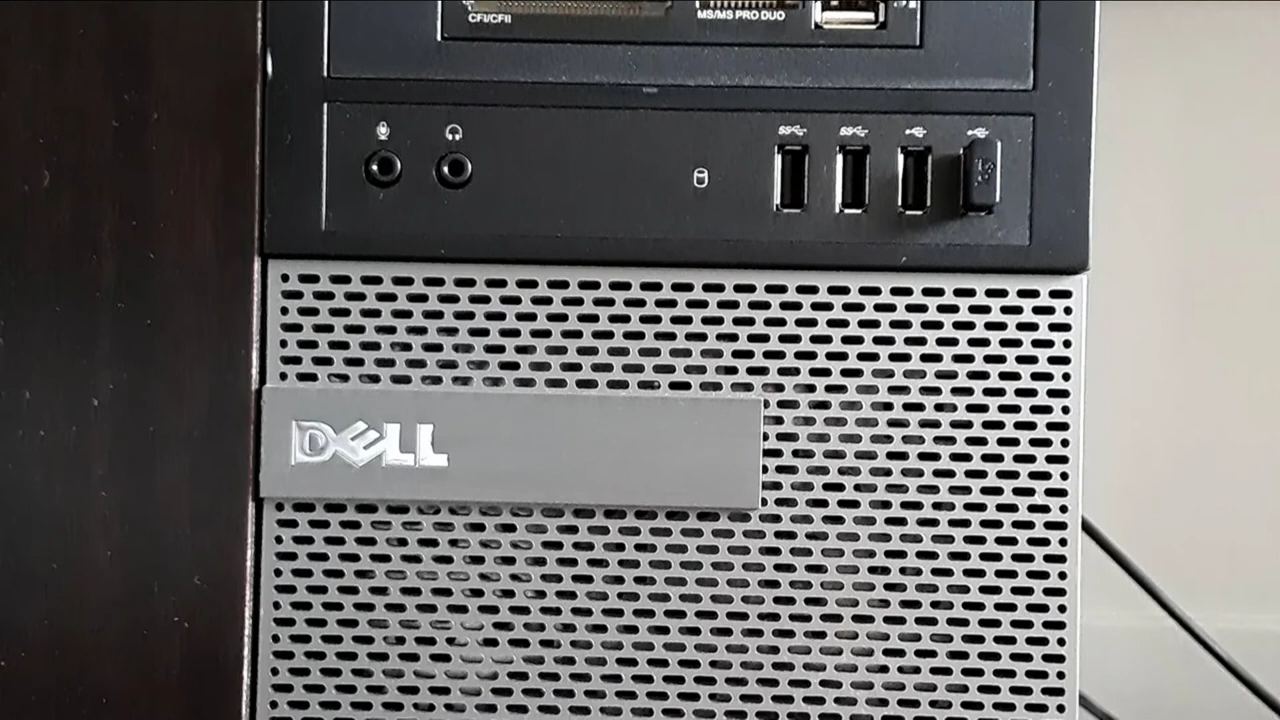 CFI/CFII
MS/MS PRO DUO
SS
SS
DELL